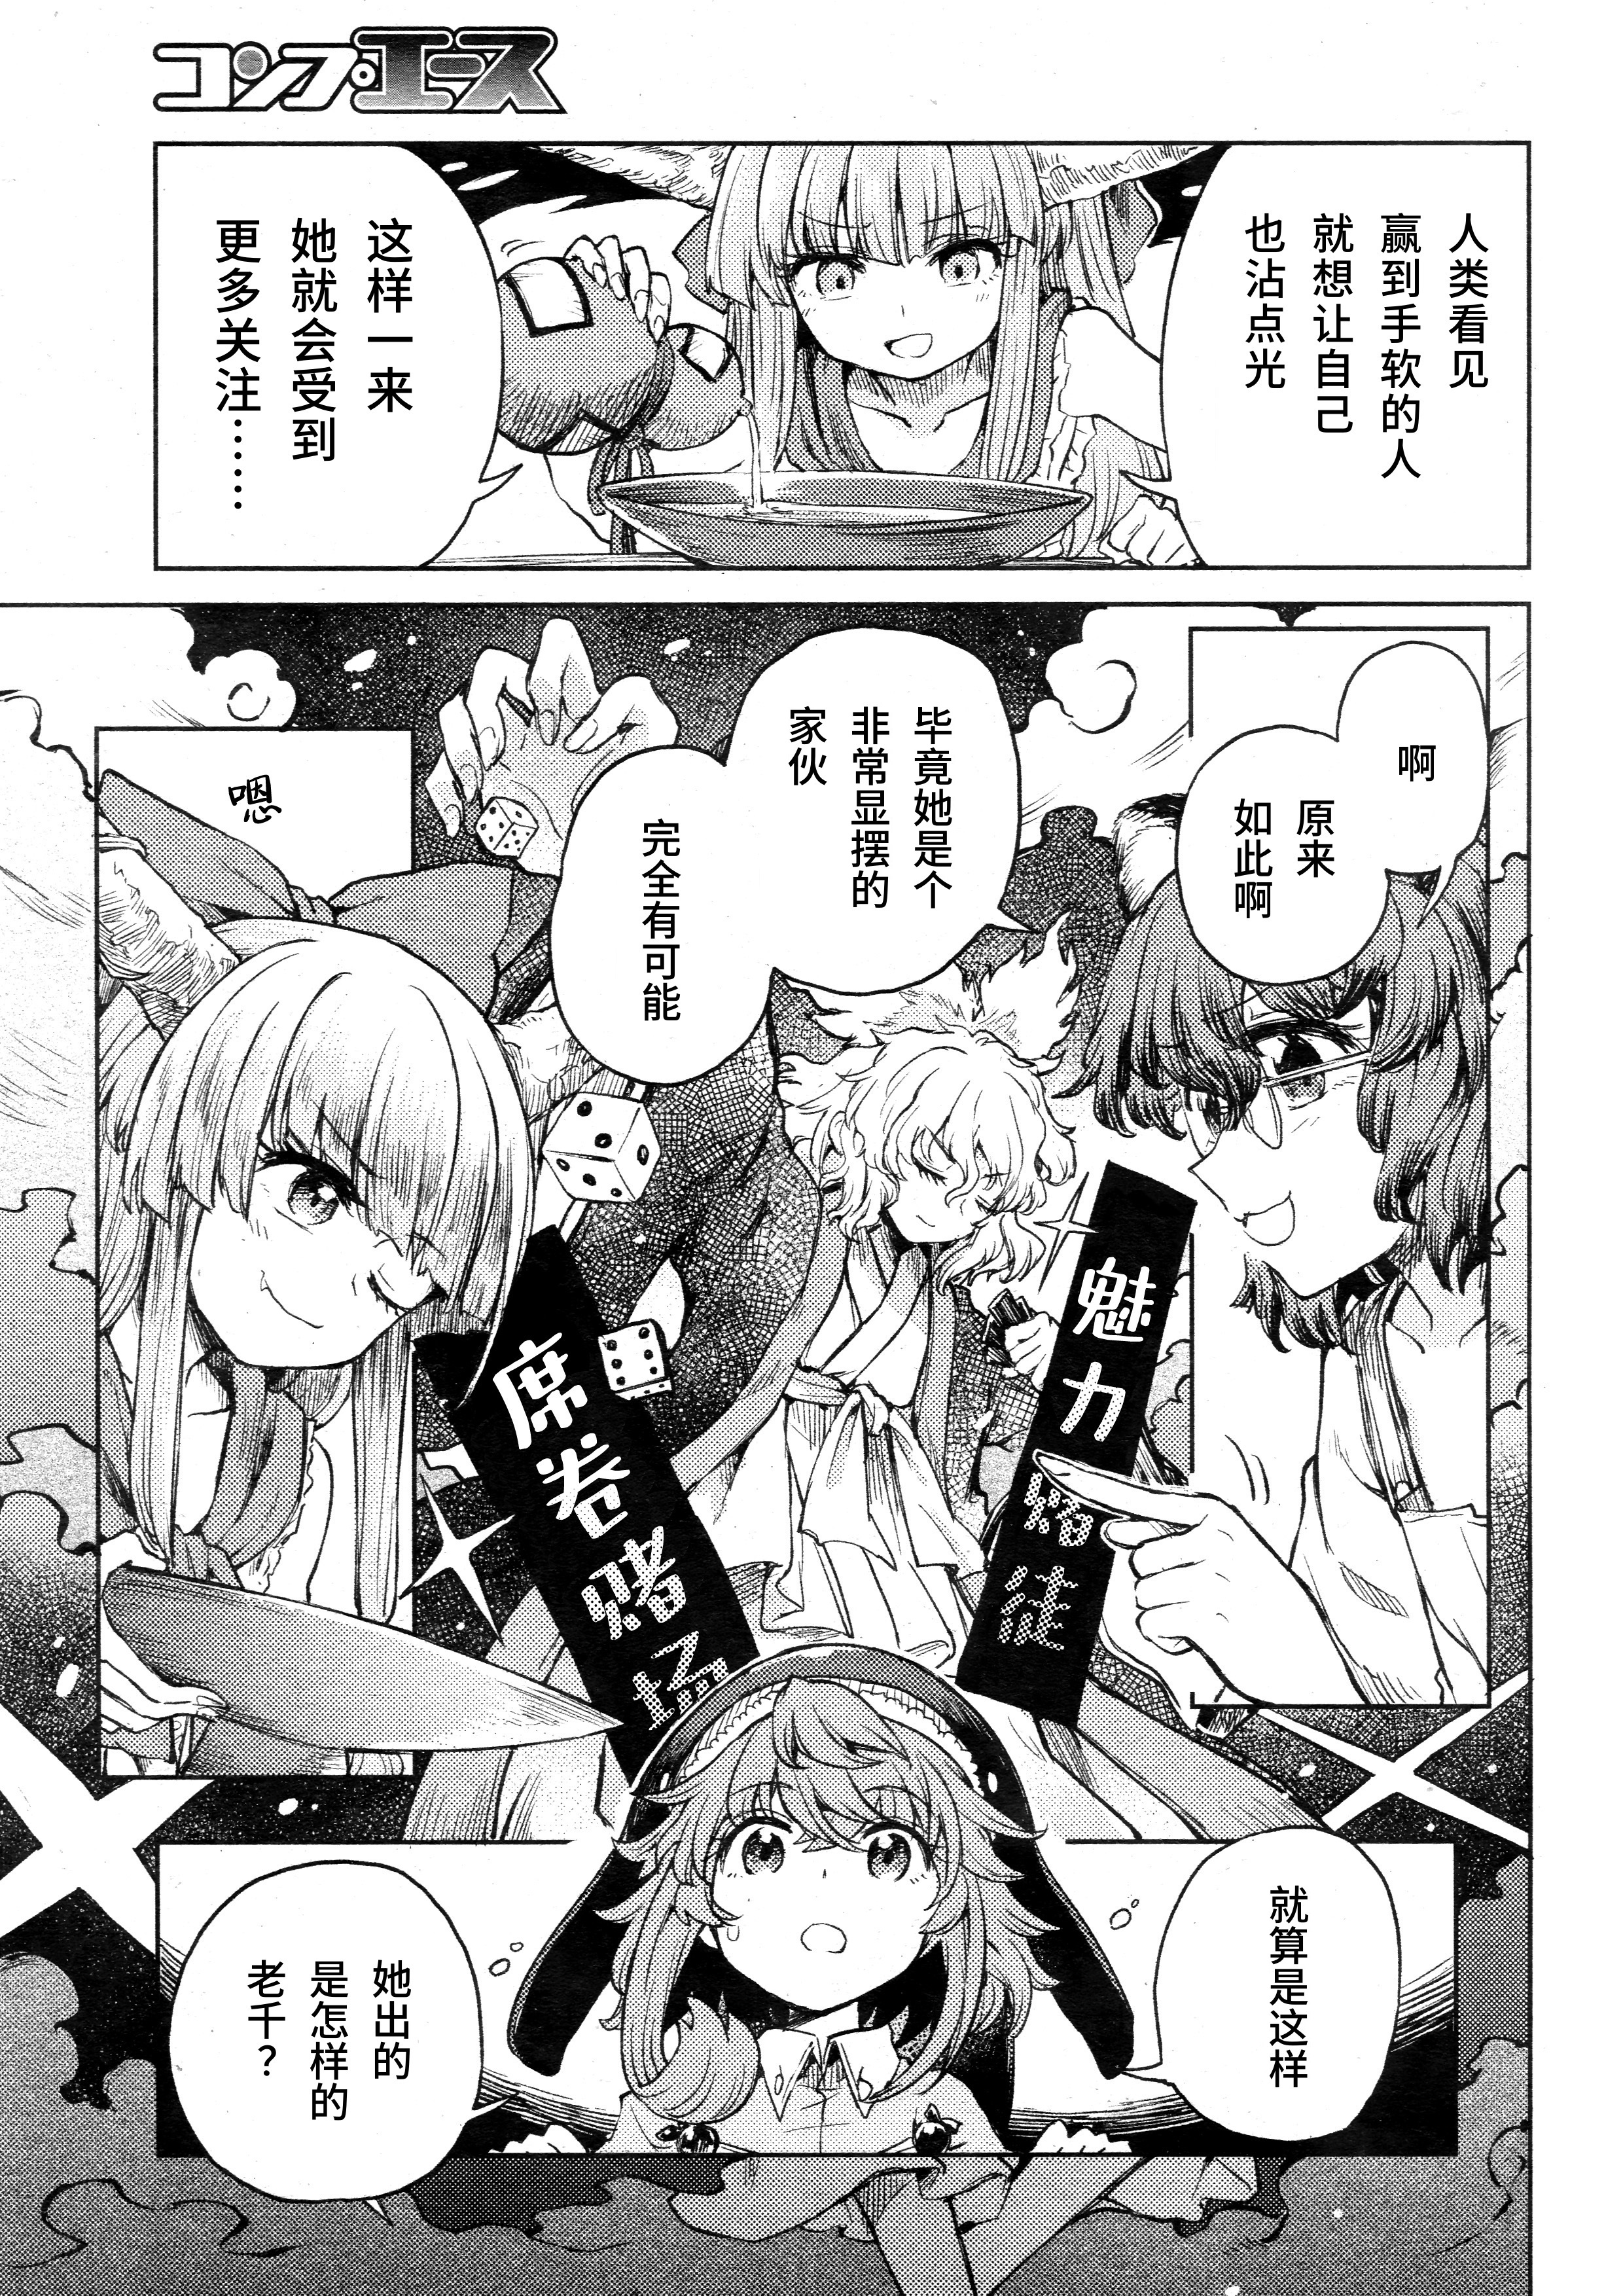 コンプ・エース
人类看见
赢到手软的人
就想让自己
也沾点光
这样一来
她就会受到
更多关注……
啊
原来
如此啊
毕竟她是个
非常显摆的
家伙
完全有可能
嗯
魅力赌徒
席卷赌场
就算是这样
她出的
是怎样的
老千？